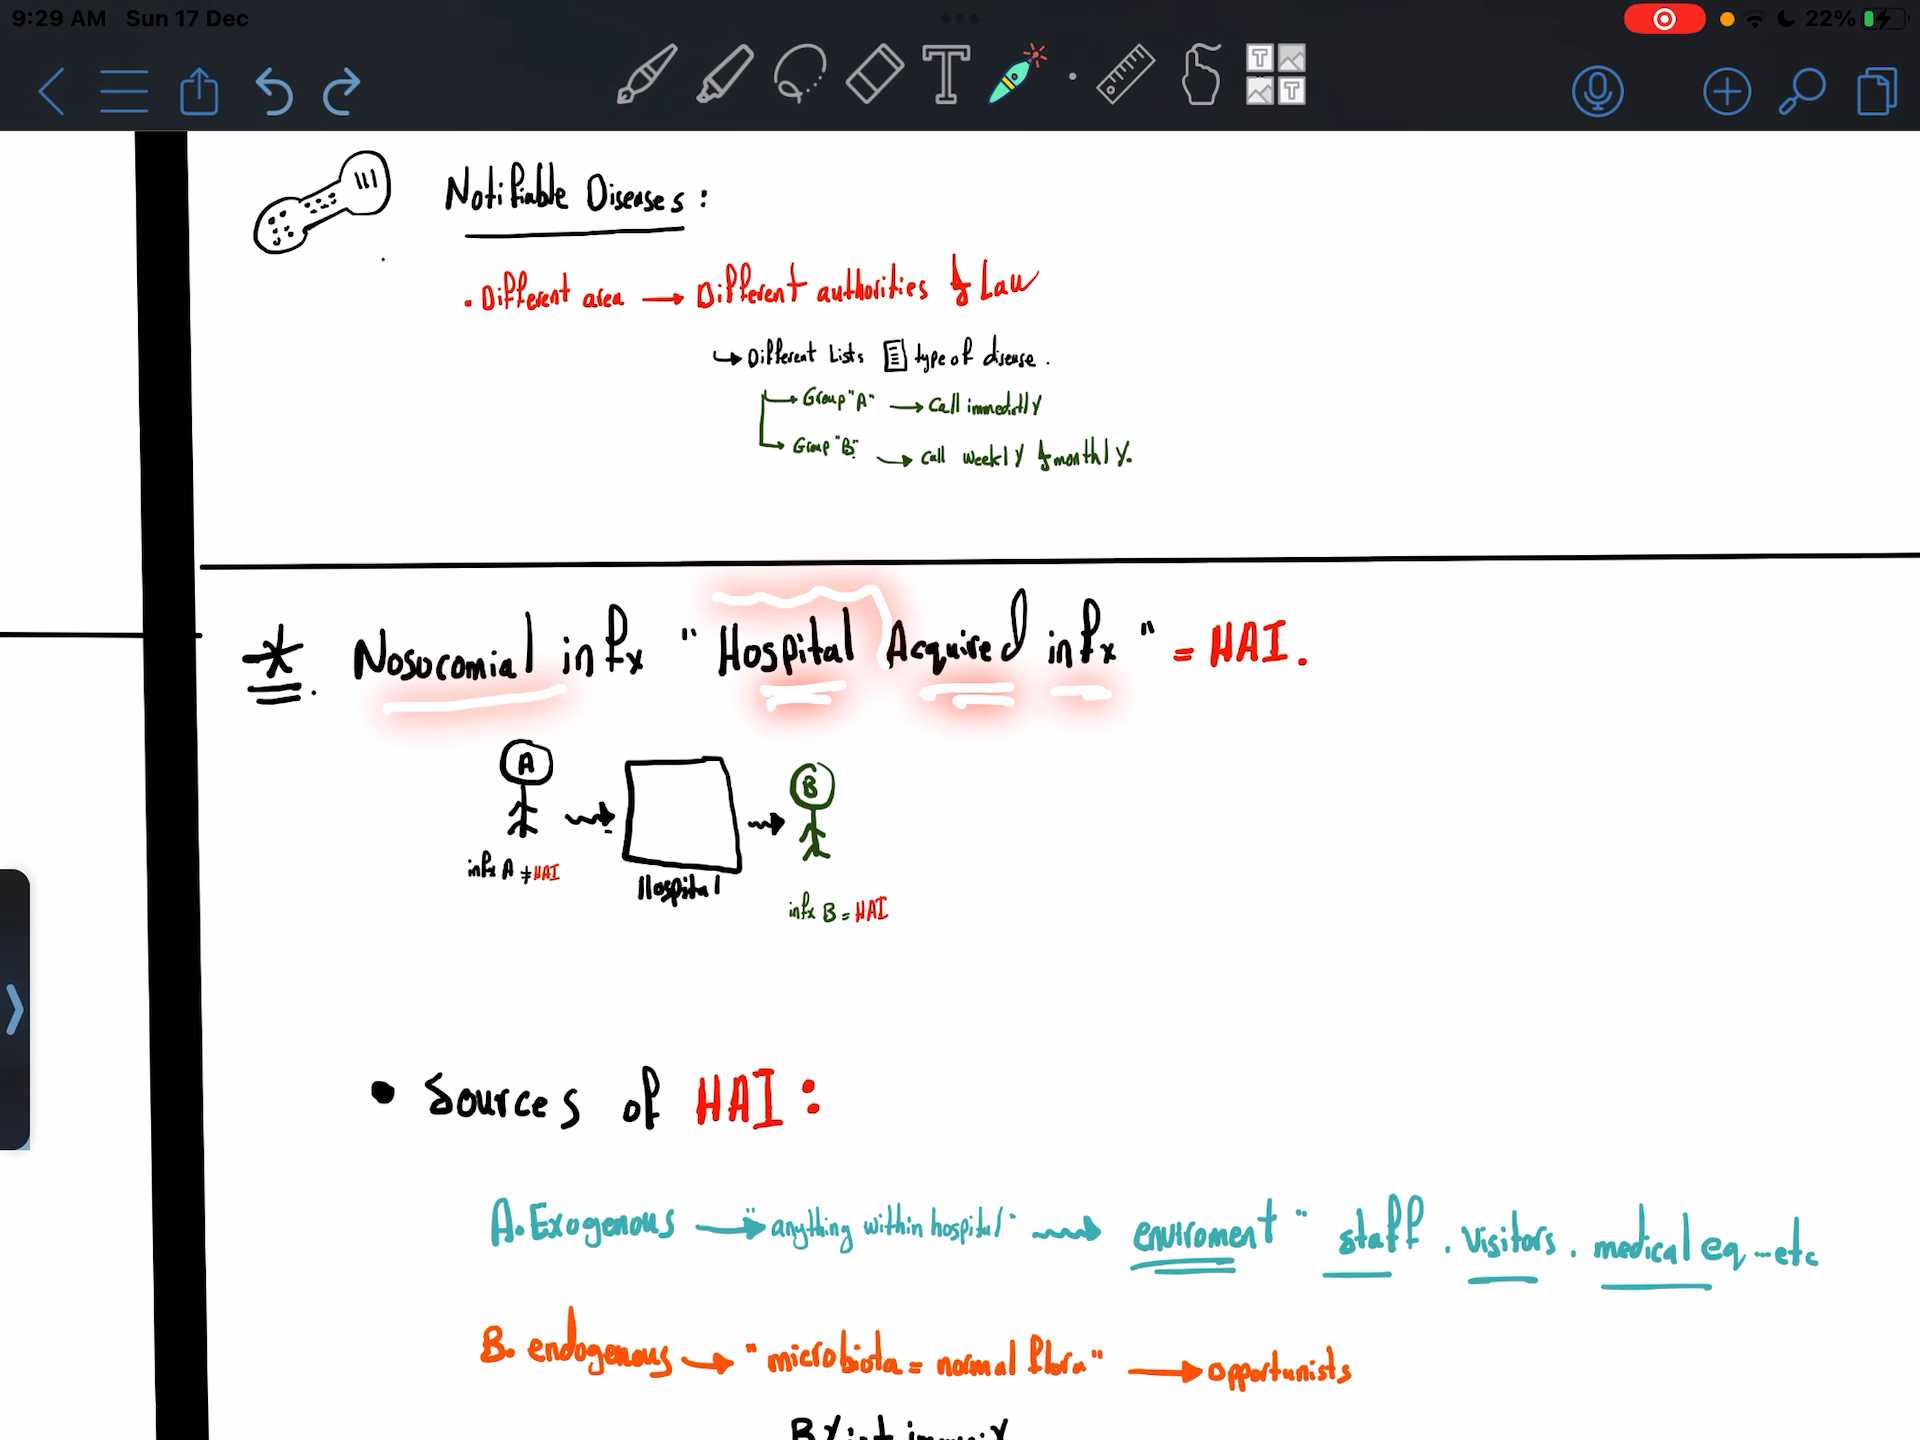 9:29 AM Sun 17 Dec
22%
Notifiable Diseases :
. Different area → Different authorities & Law
↳ Different Lists type of disease .
→ Group "A" → Call immedirtly
→ Group "B" → Call weekly & monthly.
* Nosocomial infx " Hospital Acquired infx " = HAI .
A
B
infx A ≠ HAI
Hospital
infx B = HAI
• Sources of HAI :
A. Exogenous → "anything within hospital" → enviroment " staff . Visitors . medical eq ... etc
B. endogenous → " microbiota = normal flora " → opportunists